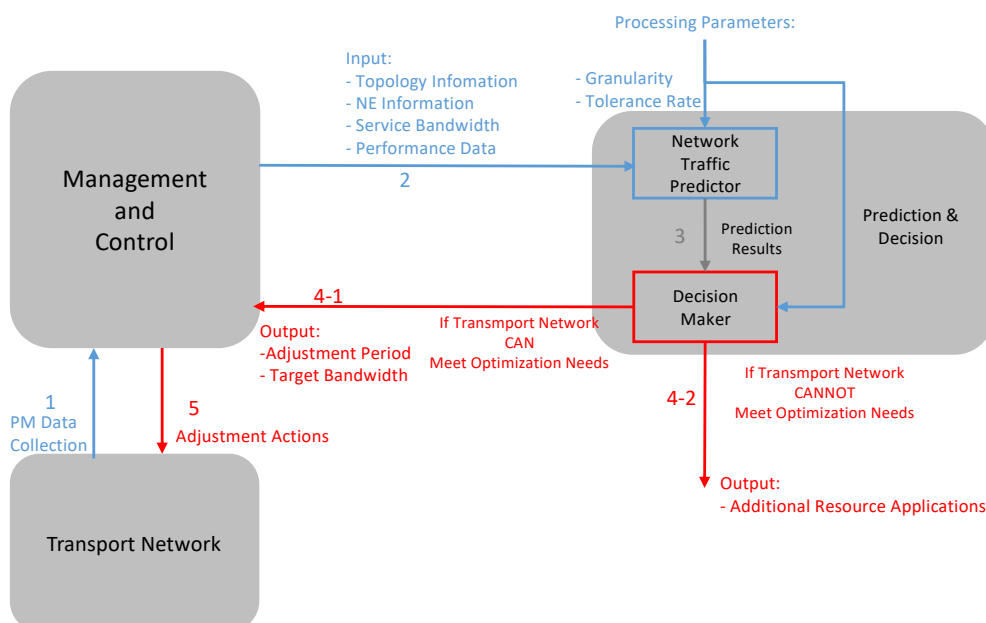 Processing Parameters:
Input:
- Topology Infomation
- NE Information
- Service Bandwidth
- Performance Data
- Granularity
- Tolerance Rate
2
Management
and
Control
Network
Traffic
Predictor
Prediction &
Decision
3
Prediction
Results
4-1
Decision
Maker
Output:
-Adjustment Period
- Target Bandwidth
If Transmport Network
CAN
Meet Optimization Needs
4-2
If Transmport Network
CANNOT
Meet Optimization Needs
1
PM Data
Collection
5
Adjustment Actions
Output:
- Additional Resource Applications
Transport Network